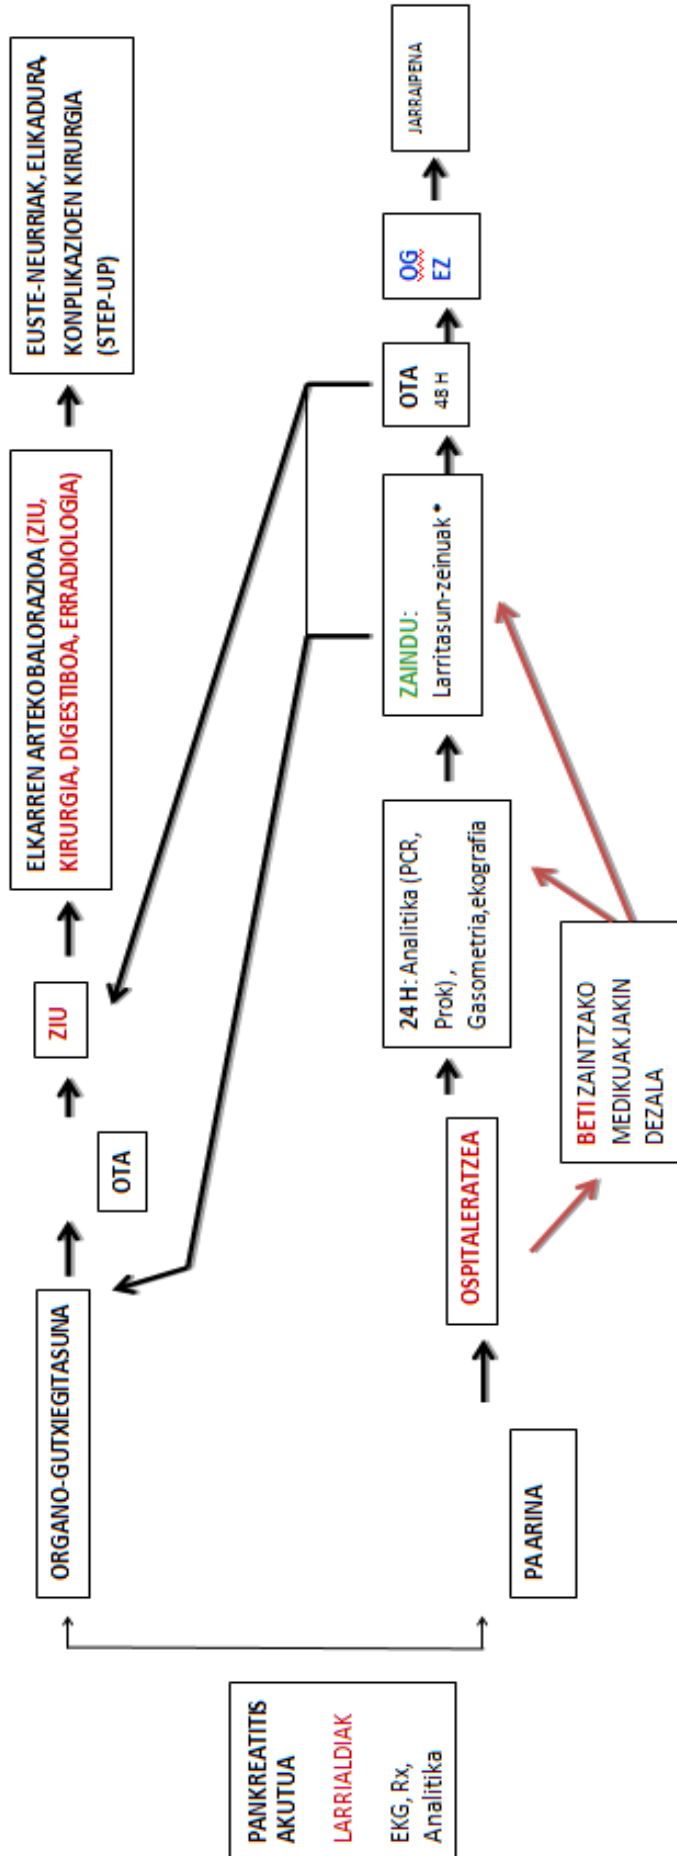 PANKREATITIS
AKUTUA
LARRIALDIAK
EKG, Rx,
Analitika
ORGANO-GUTXIEGITASUNA
OTA
ZIU
ELKARREN ARTEKO BALORAZIOA (ZIU,
KIRURGIA, DIGESTIBOA, ERRADIOLOGIA)
EUSTE-NEURRIAK, ELIKADURA,
KONPLIKAZIOEN KIRURGIA
(STEP-UP)
PA ARINA
OSPITALERATZEA
24 H: Analitika (PCR,
Prok) ,
Gasometria,ekografia
ZAINDU:
Larritasun-zeinuak *
OTA
48 H
OG
EZ
JARRAIPENA
BETI ZAINTZAKO
MEDIKUAK JAKIN
DEZALA